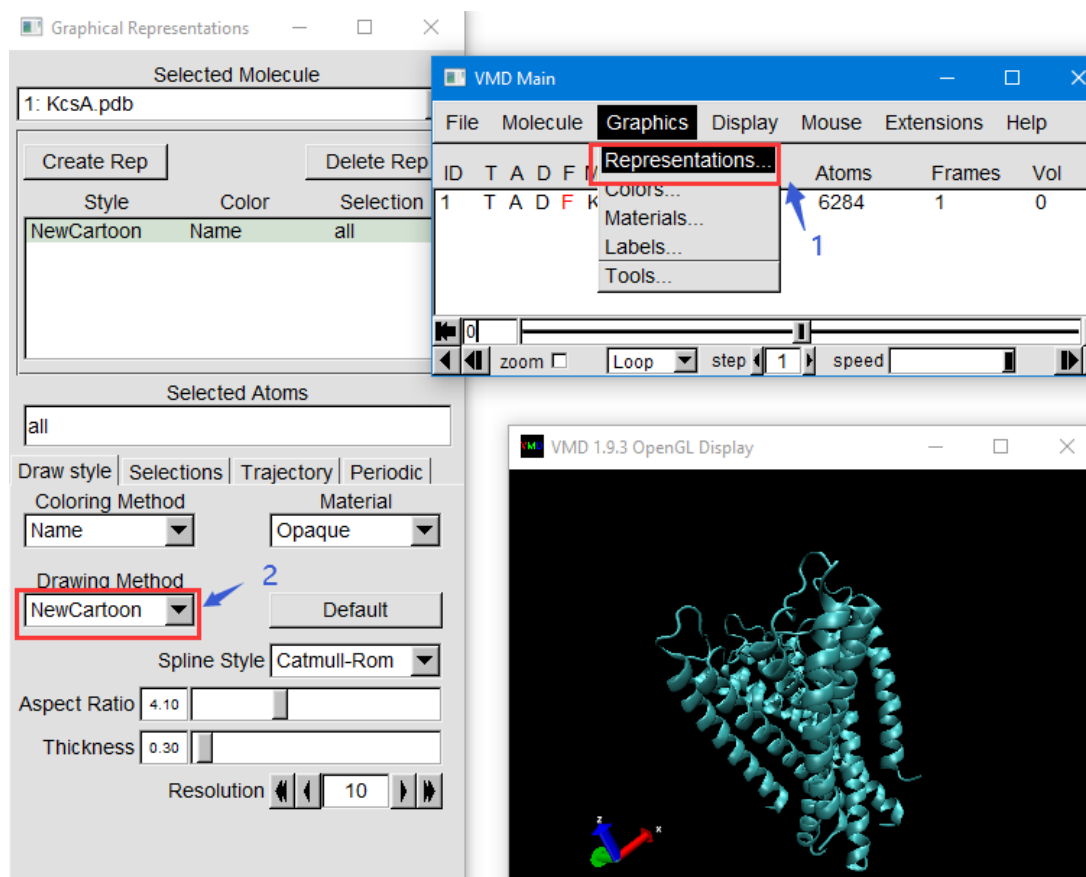 Graphical Representations
Selected Molecule
1: KcsA.pdb
Create Rep
Delete Rep
Style Color Selection
NewCartoon Name all
Selected Atoms
all
Draw style Selections Trajectory Periodic
Coloring Method Material
Name Opaque
Drawing Method
2
NewCartoon Default
Spline Style Catmull-Rom
Aspect Ratio 4.10
Thickness 0.30
Resolution 10
VMD Main
File Molecule Graphics Display Mouse Extensions Help
Representations...
Colors...
Materials...
Labels...
Tools...
1
ID T A D F M Atoms Frames Vol
1 T A D F K 6284 1 0
0
zoom Loop step 1 speed
VMD VMD 1.9.3 OpenGL Display
z
x